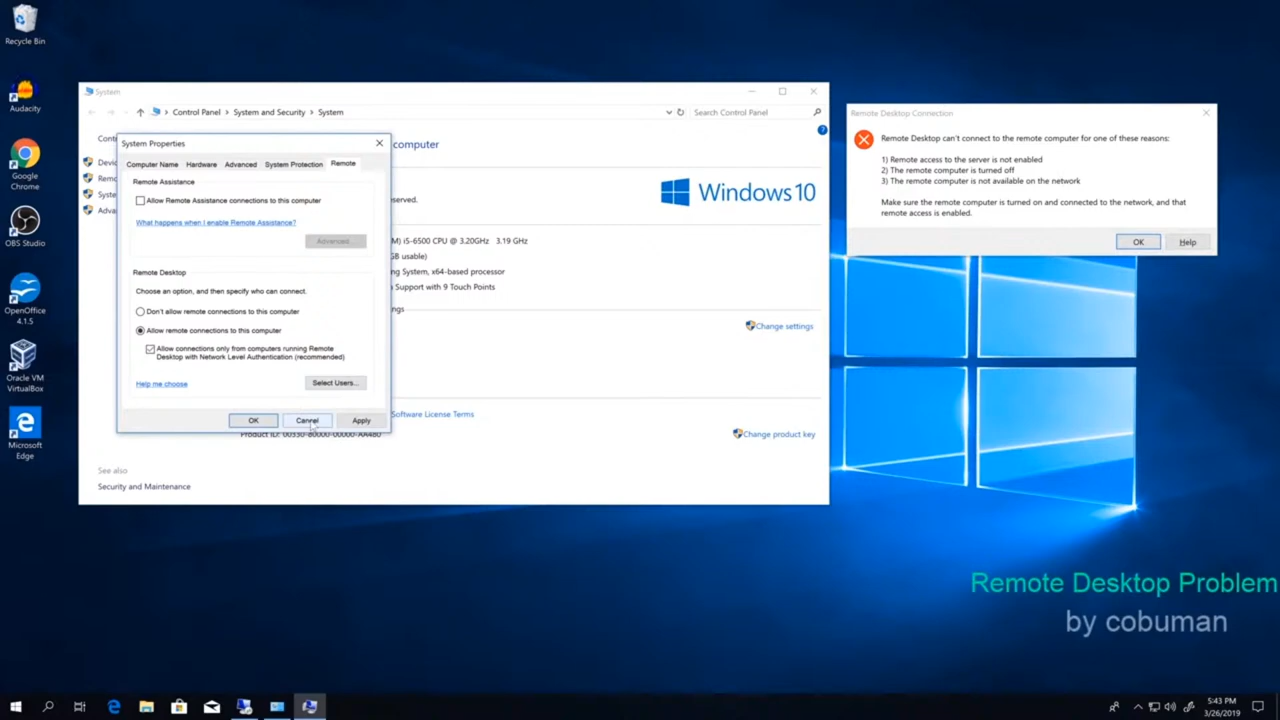 Recycle Bin
Audacity
Google
Chrome
OBS Studio
OpenOffice
4.1.5
Oracle VM
VirtualBox
Microsoft
Edge
System
Control Panel > System and Security > System
Search Control Panel
computer
Windows 10
served.
M) i5-6500 CPU @ 3.20GHz 3.19 GHz
GB usable)
ng System, x64-based processor
Support with 9 Touch Points
ngs
Change settings
Software License Terms
Change product key
See also
Security and Maintenance
System Properties
Computer Name
Hardware
Advanced
System Protection
Remote
Remote Assistance
Allow Remote Assistance connections to this computer
What happens when I enable Remote Assistance?
Advanced...
Remote Desktop
Choose an option, and then specify who can connect.
Don't allow remote connections to this computer
Allow remote connections to this computer
Allow connections only from computers running Remote
Desktop with Network Level Authentication (recommended)
Help me choose
Select Users...
OK
Cancel
Apply
Remote Desktop Connection
Remote Desktop can't connect to the remote computer for one of these reasons:
1) Remote access to the server is not enabled
2) The remote computer is turned off
3) The remote computer is not available on the network
Make sure the remote computer is turned on and connected to the network, and that
remote access is enabled.
OK
Help
Remote Desktop Problem
by cobuman
5:43 PM
3/26/2019